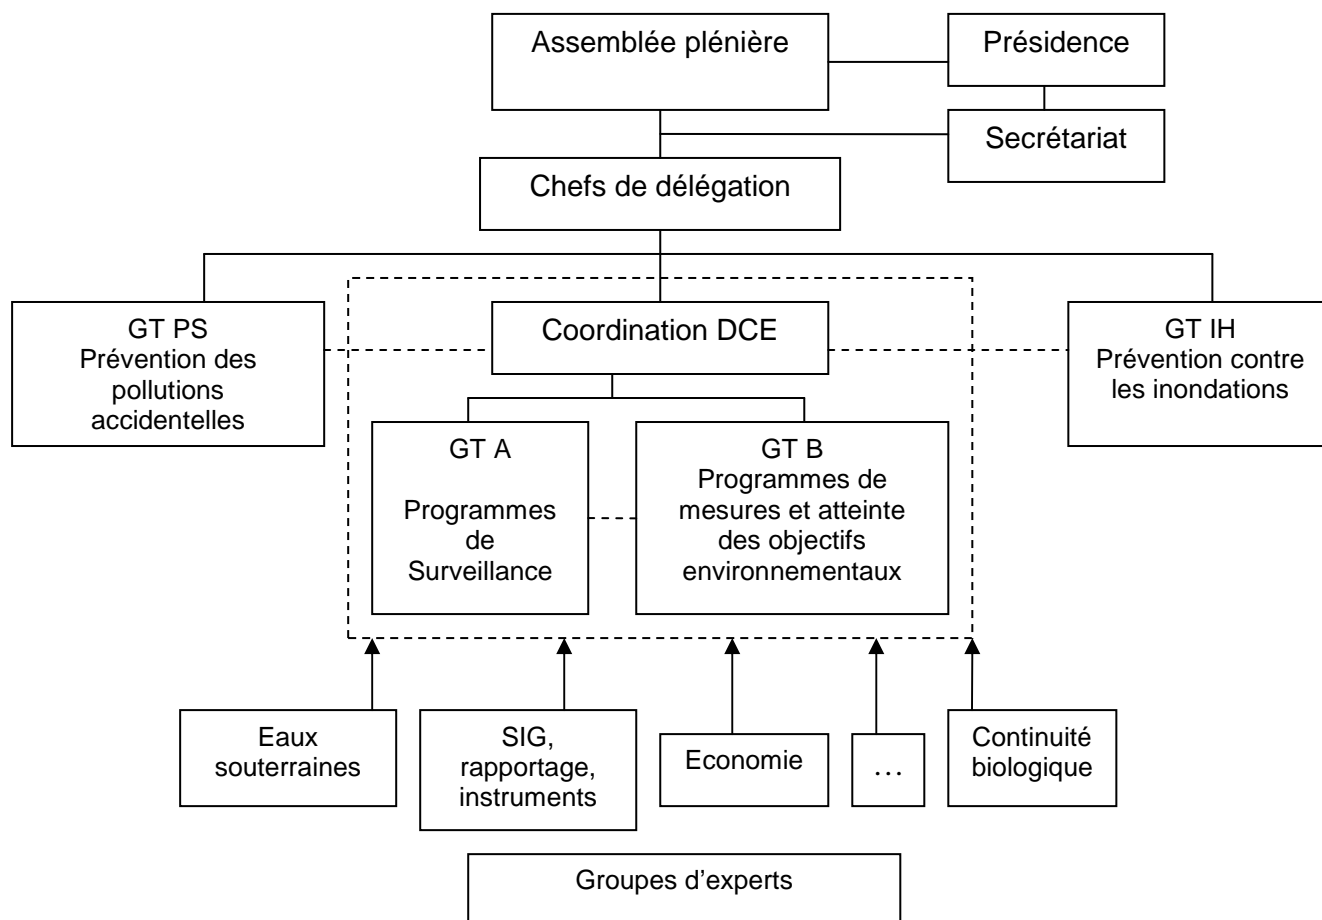 Assemblée plénière
Présidence
Secrétariat
Chefs de délégation
GT PS
Prévention des
pollutions
accidentelles
Coordination DCE
GT IH
Prévention contre
les inondations
GT A
Programmes
de
Surveillance
GT B
Programmes de
mesures et atteinte
des objectifs
environnementaux
Eaux
souterraines
SIG,
rapportage,
instruments
Economie
…
Continuité
biologique
Groupes d'experts